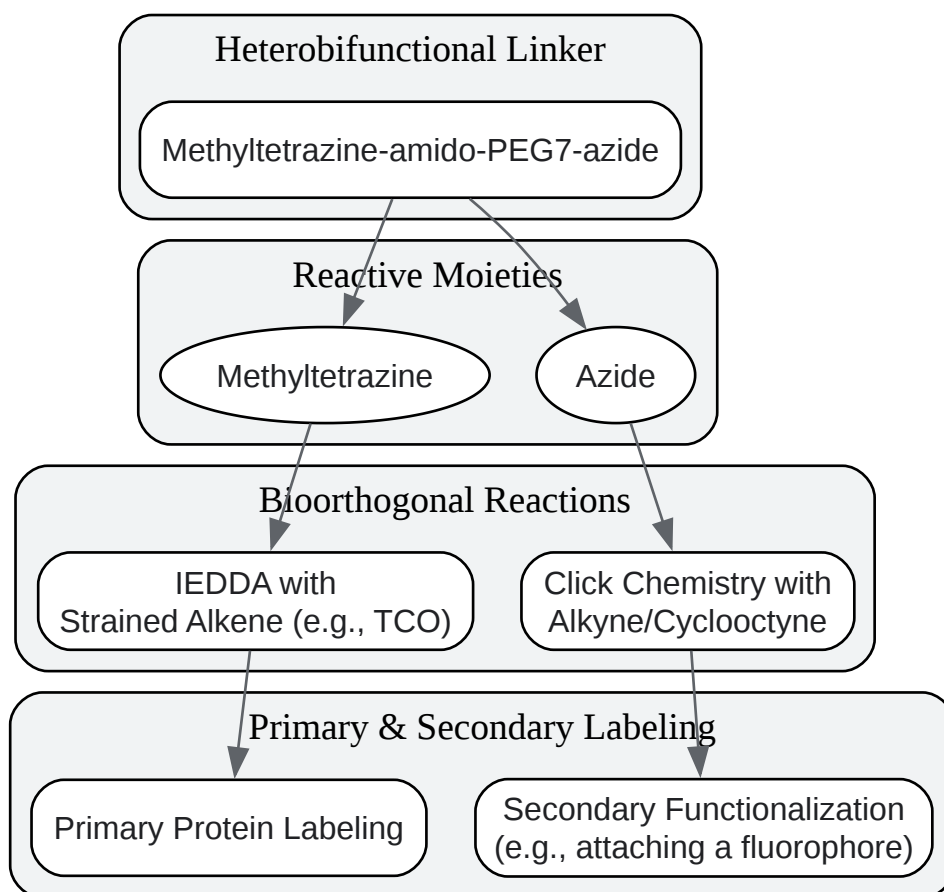 Heterobifunctional Linker
Methyltetrazine-amido-PEG7-azide
Reactive Moieties
Methyltetrazine
Azide
Bioorthogonal Reactions
IEDDA with
Strained Alkene (e.g., TCO)
Click Chemistry with
Alkyne/Cyclooctyne
Primary & Secondary Labeling
Primary Protein Labeling
Secondary Functionalization
(e.g., attaching a fluorophore)